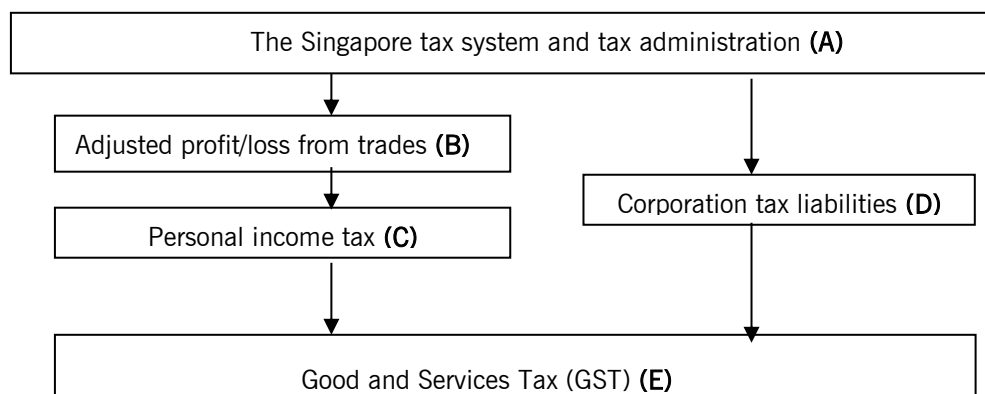 The Singapore tax system and tax administration (A)
Adjusted profit/loss from trades (B)
Corporation tax liabilities (D)
Personal income tax (C)
Good and Services Tax (GST) (E)